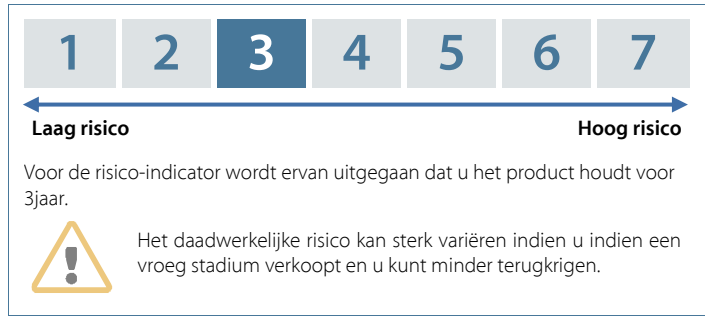 1 2 3 4 5 6 7
Laag risico Hoog risico
Voor de risico-indicator wordt ervan uitgegaan dat u het product houdt voor
3jaar.
Het daadwerkelijke risico kan sterk variëren indien u indien een
vroeg stadium verkoopt en u kunt minder terugkrigen.